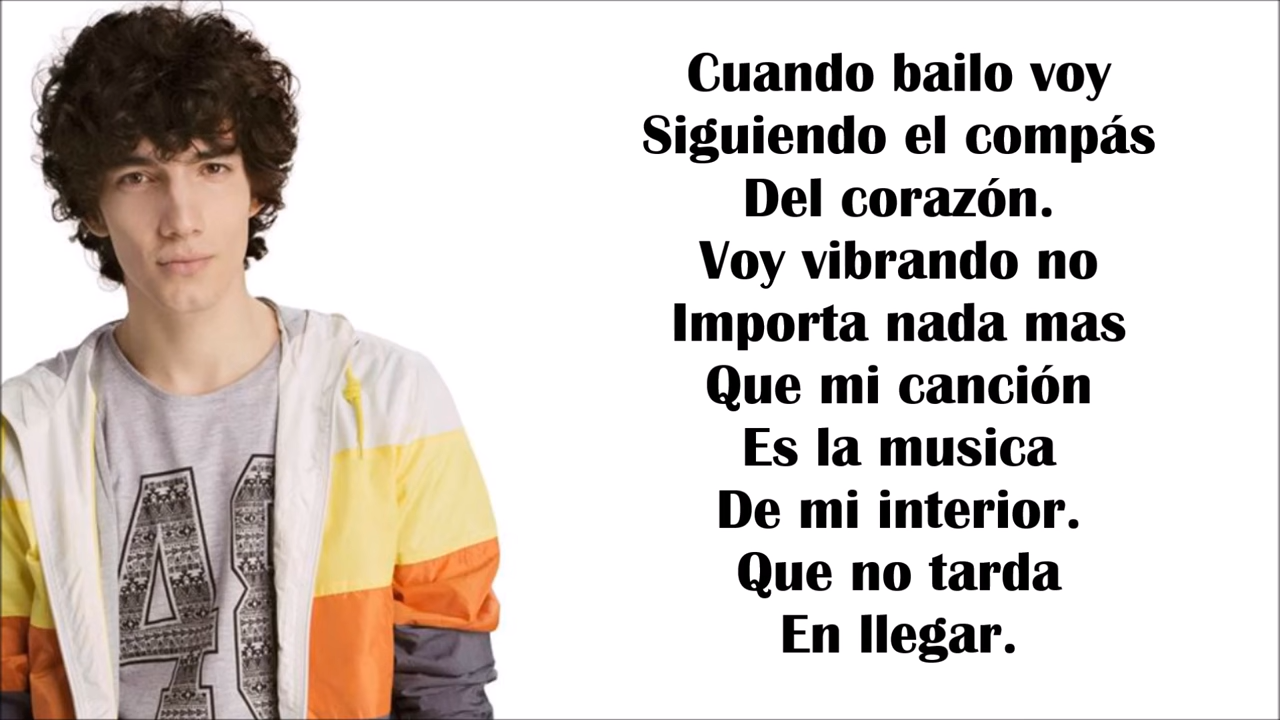 Cuando bailo voy
Siguiendo el compás
Del corazón.
Voy vibrando no
Importa nada mas
Que mi canción
Es la musica
De mi interior.
Que no tarda
En llegar.